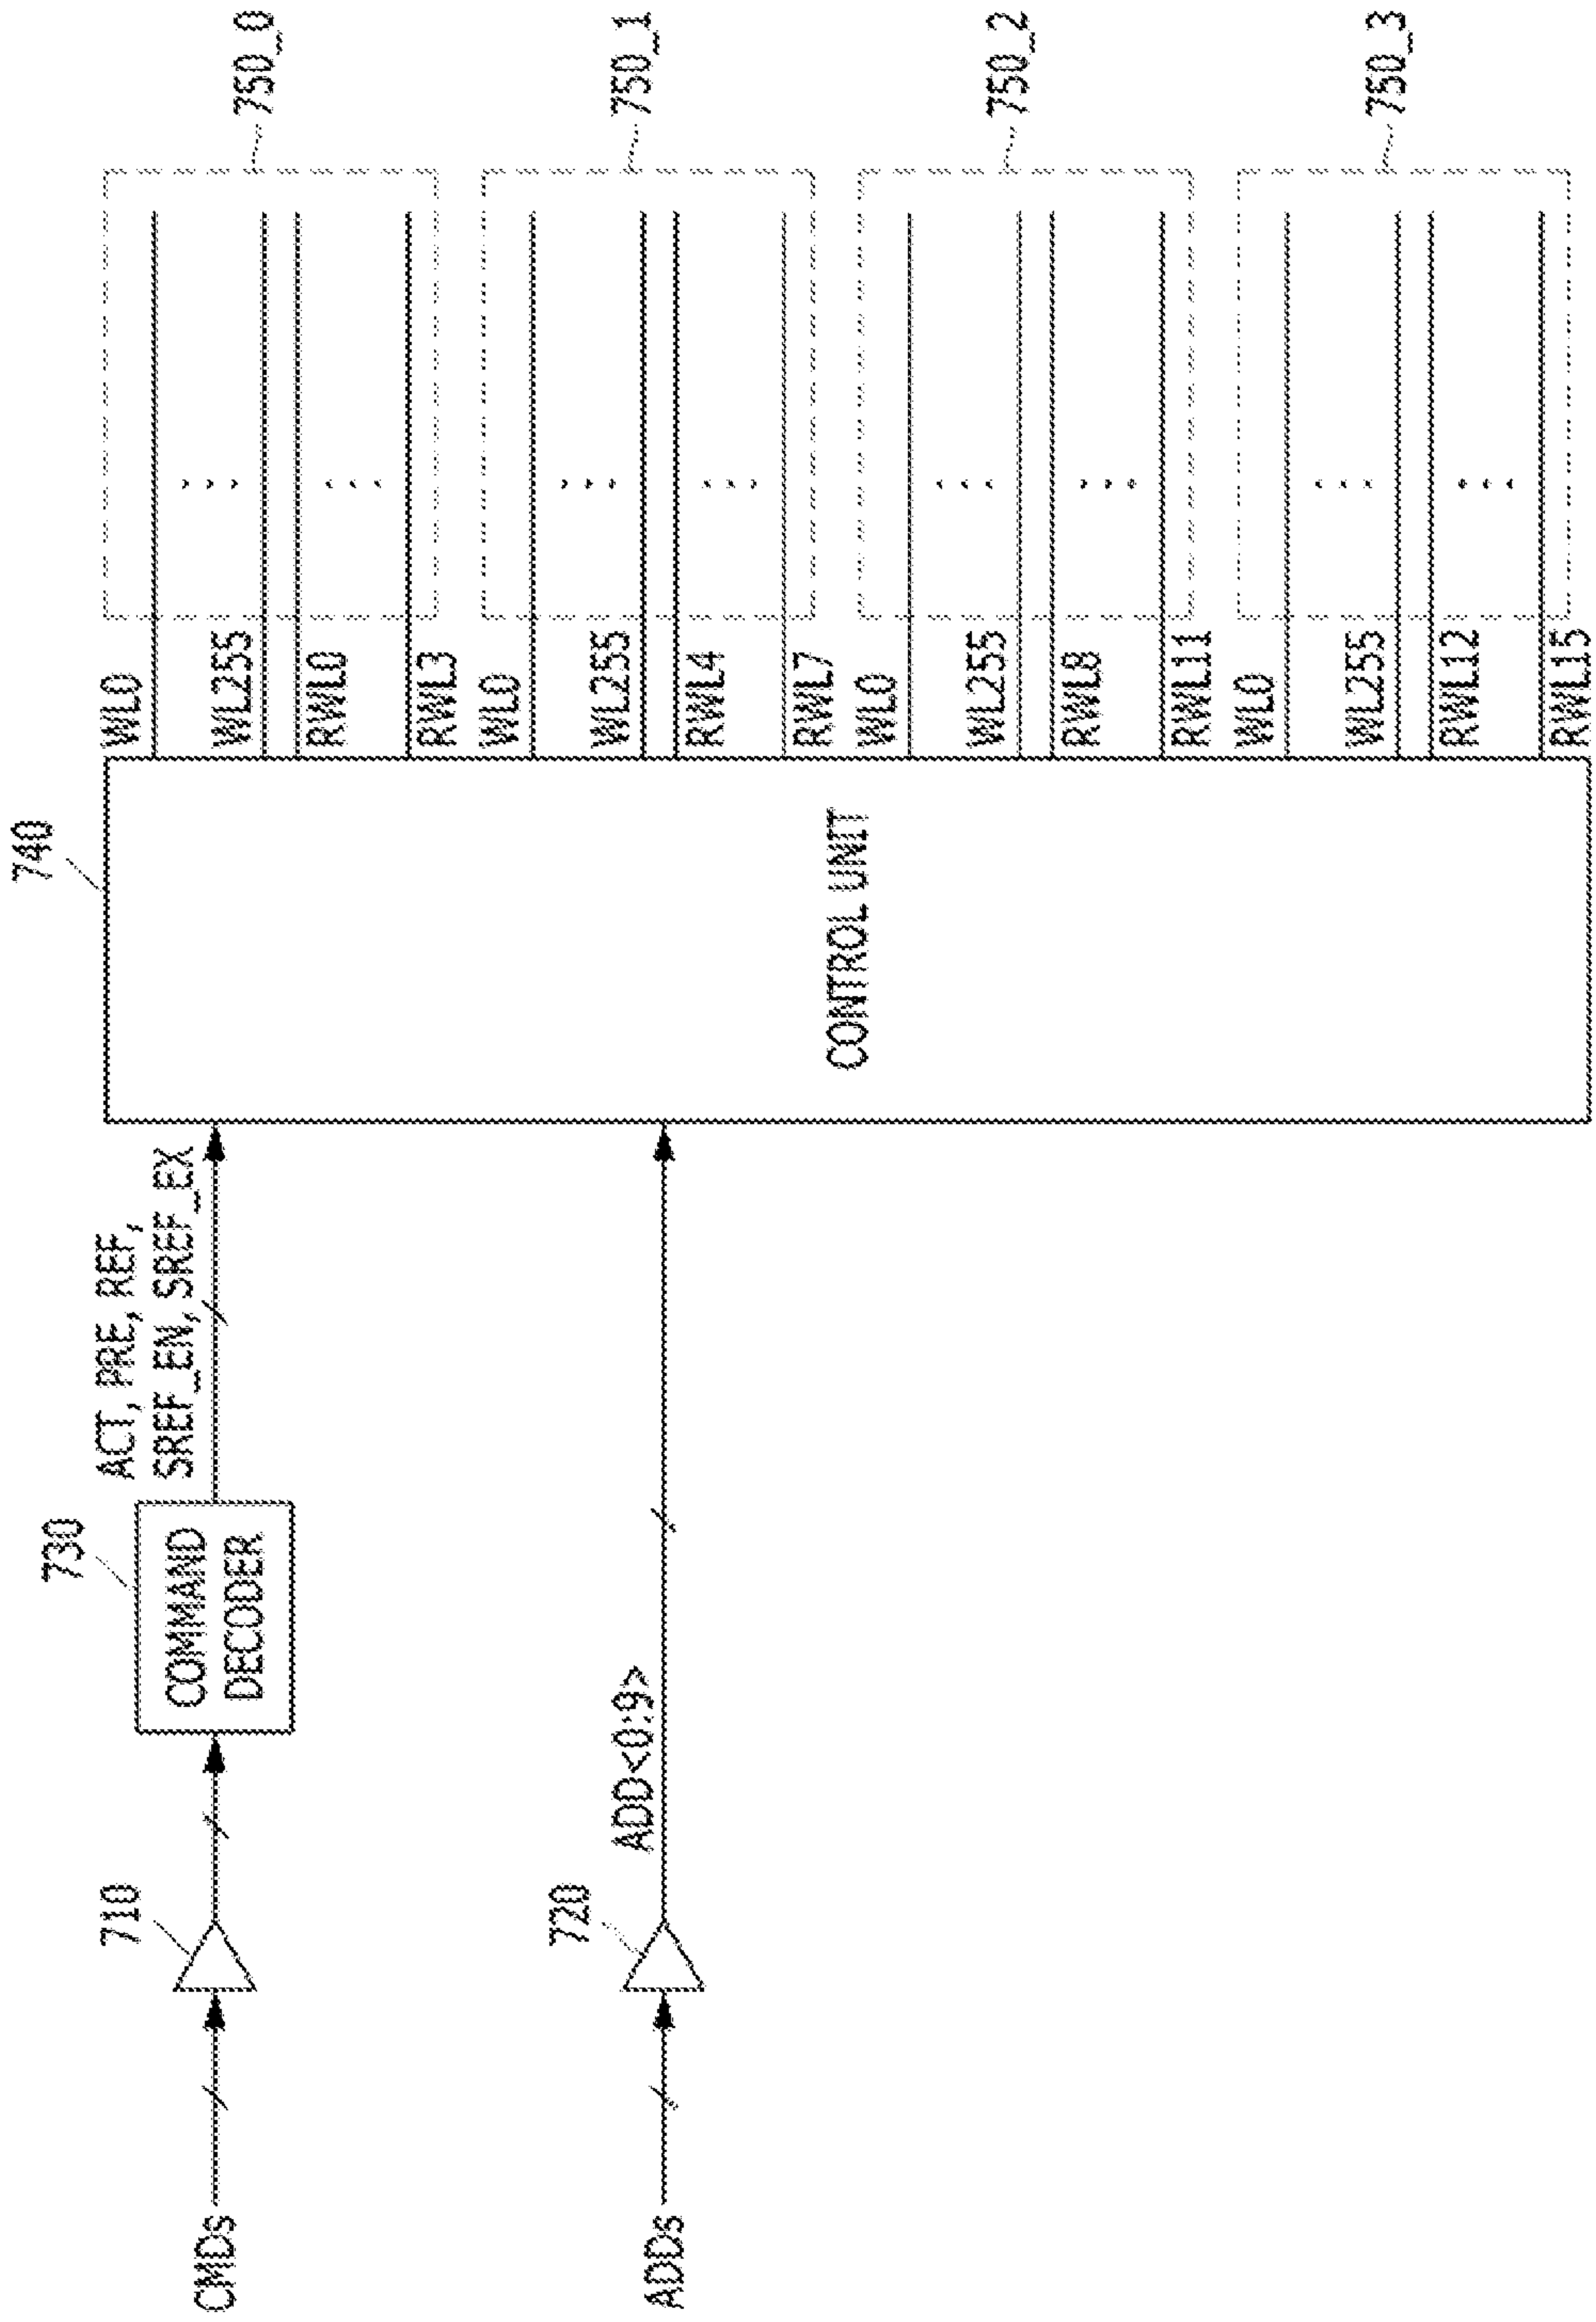 CMDs
710
730
COMMAND
DECODER
ACT, PRE, REF,
SREF_EN, SREF_EX
740
CONTROL UNIT
ADDs
720
ADD<0:9>
WL0
WL255
RWL0
RWL3
750_0
WL0
WL255
RWL4
RWL7
750_1
WL0
WL255
RWL8
RWL11
750_2
WL0
WL255
RWL12
RWL15
750_3